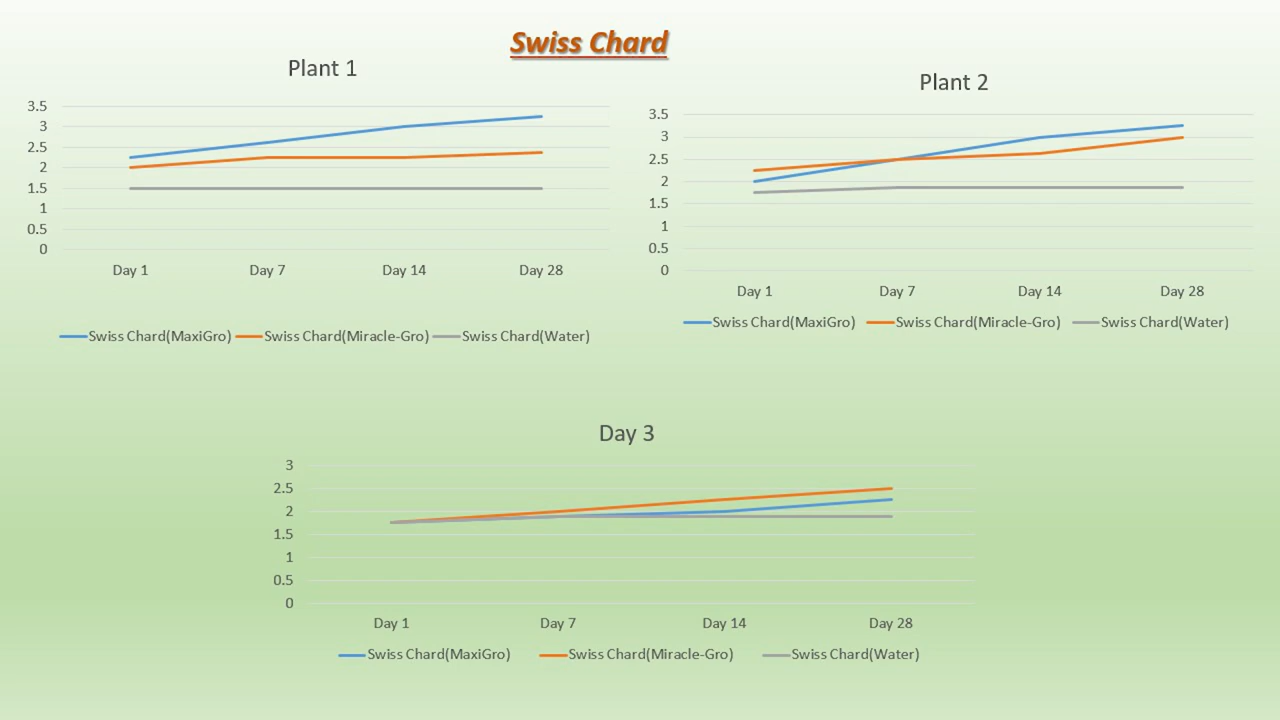 Swiss Chard
Plant 1
3.5
3
2.5
2
1.5
1
0.5
0
Day 1 Day 7 Day 14 Day 28
Swiss Chard(MaxiGro) Swiss Chard(Miracle-Gro) Swiss Chard(Water)
Plant 2
3.5
3
2.5
2
1.5
1
0.5
0
Day 1 Day 7 Day 14 Day 28
Swiss Chard(MaxiGro) Swiss Chard(Miracle-Gro) Swiss Chard(Water)
Day 3
3
2.5
2
1.5
1
0.5
0
Day 1 Day 7 Day 14 Day 28
Swiss Chard(MaxiGro) Swiss Chard(Miracle-Gro) Swiss Chard(Water)